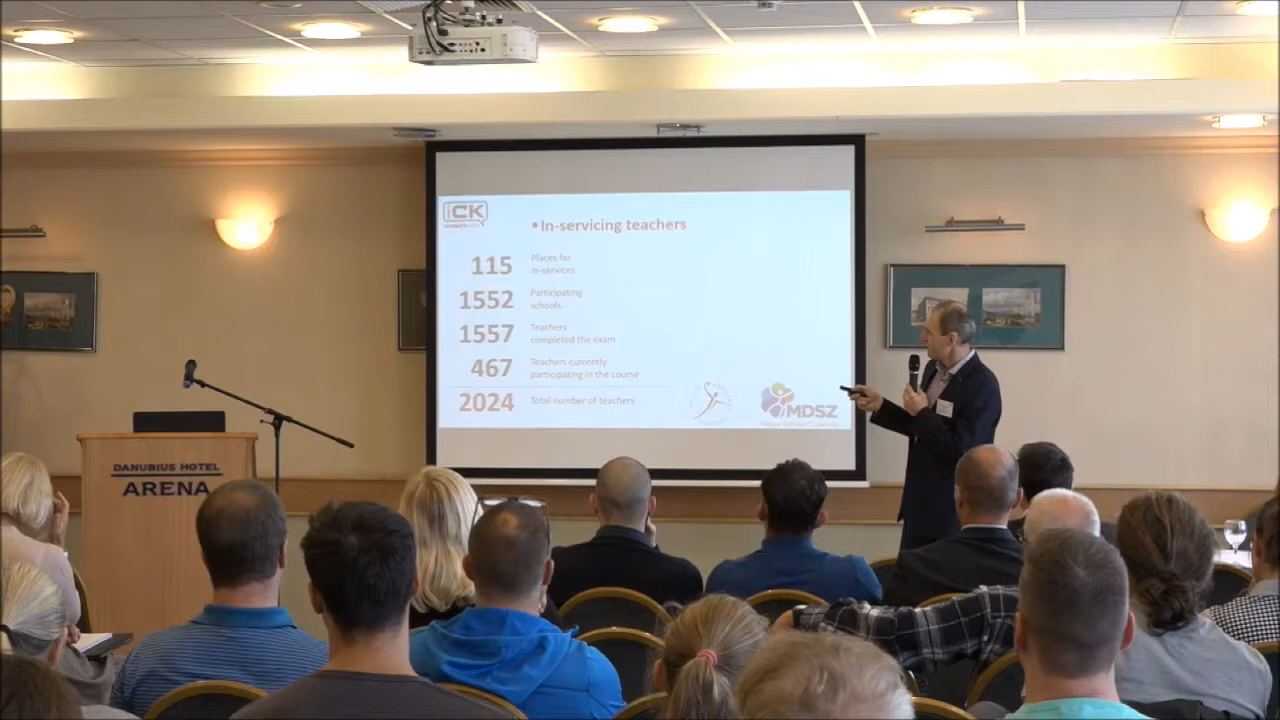 CK
▪ In-servicing teachers
115 Places for
in-services
1552 Participating
schools
1557 Teachers
completed the exam
467 Teachers currently
participating in the course
2024 Total number of teachers
MDSZ
DANUBIUS HOTEL
ARENA